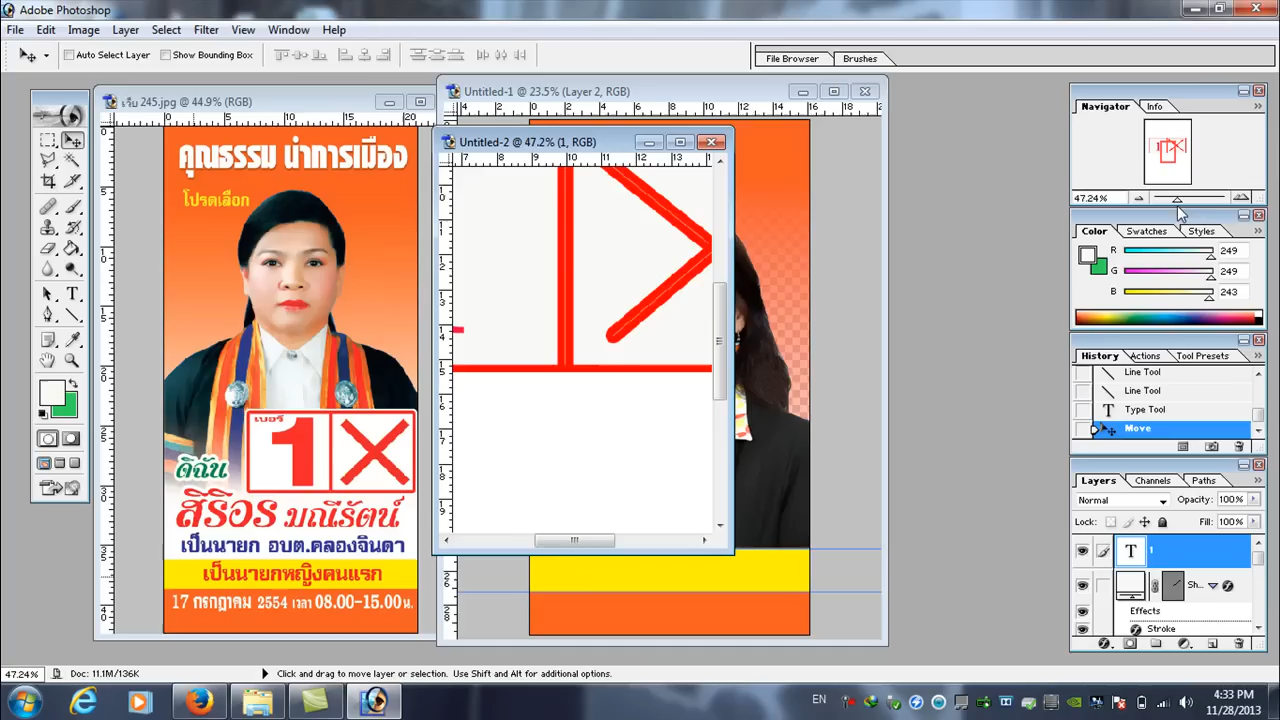 Adobe Photoshop
File Edit Image Layer Select Filter View Window Help
Auto Select Layer Show Bounding Box File Browser Brushes
เจ็บ 245.jpg @ 44.9% (RGB)
คุณธรรม นำการเมือง
โปรดเลือก
เบอร์
1
ดิฉัน
สิริอร มณีรัตน์
เป็นนายก อบต.คลองจินดา
เป็นนายกหญิงคนแรก
17 กรกฎาคม 2554 เวลา 08.00-15.00น.
Untitled-1 @ 23.5% (Layer 2, RGB)
Untitled-2 @ 47.2% (1, RGB)
Navigator Info
47.24%
Color Swatches Styles
R 249
G 249
B 243
History Actions Tool Presets
Line Tool
Line Tool
Type Tool
Move
Layers Channels Paths
Normal Opacity: 100%
Lock: Fill: 100%
T 1
Sh...
Effects
Stroke
47.24% Doc: 11.1M/136K Click and drag to move layer or selection. Use Shift and Alt for additional options.
EN 4:33 PM
11/28/2013